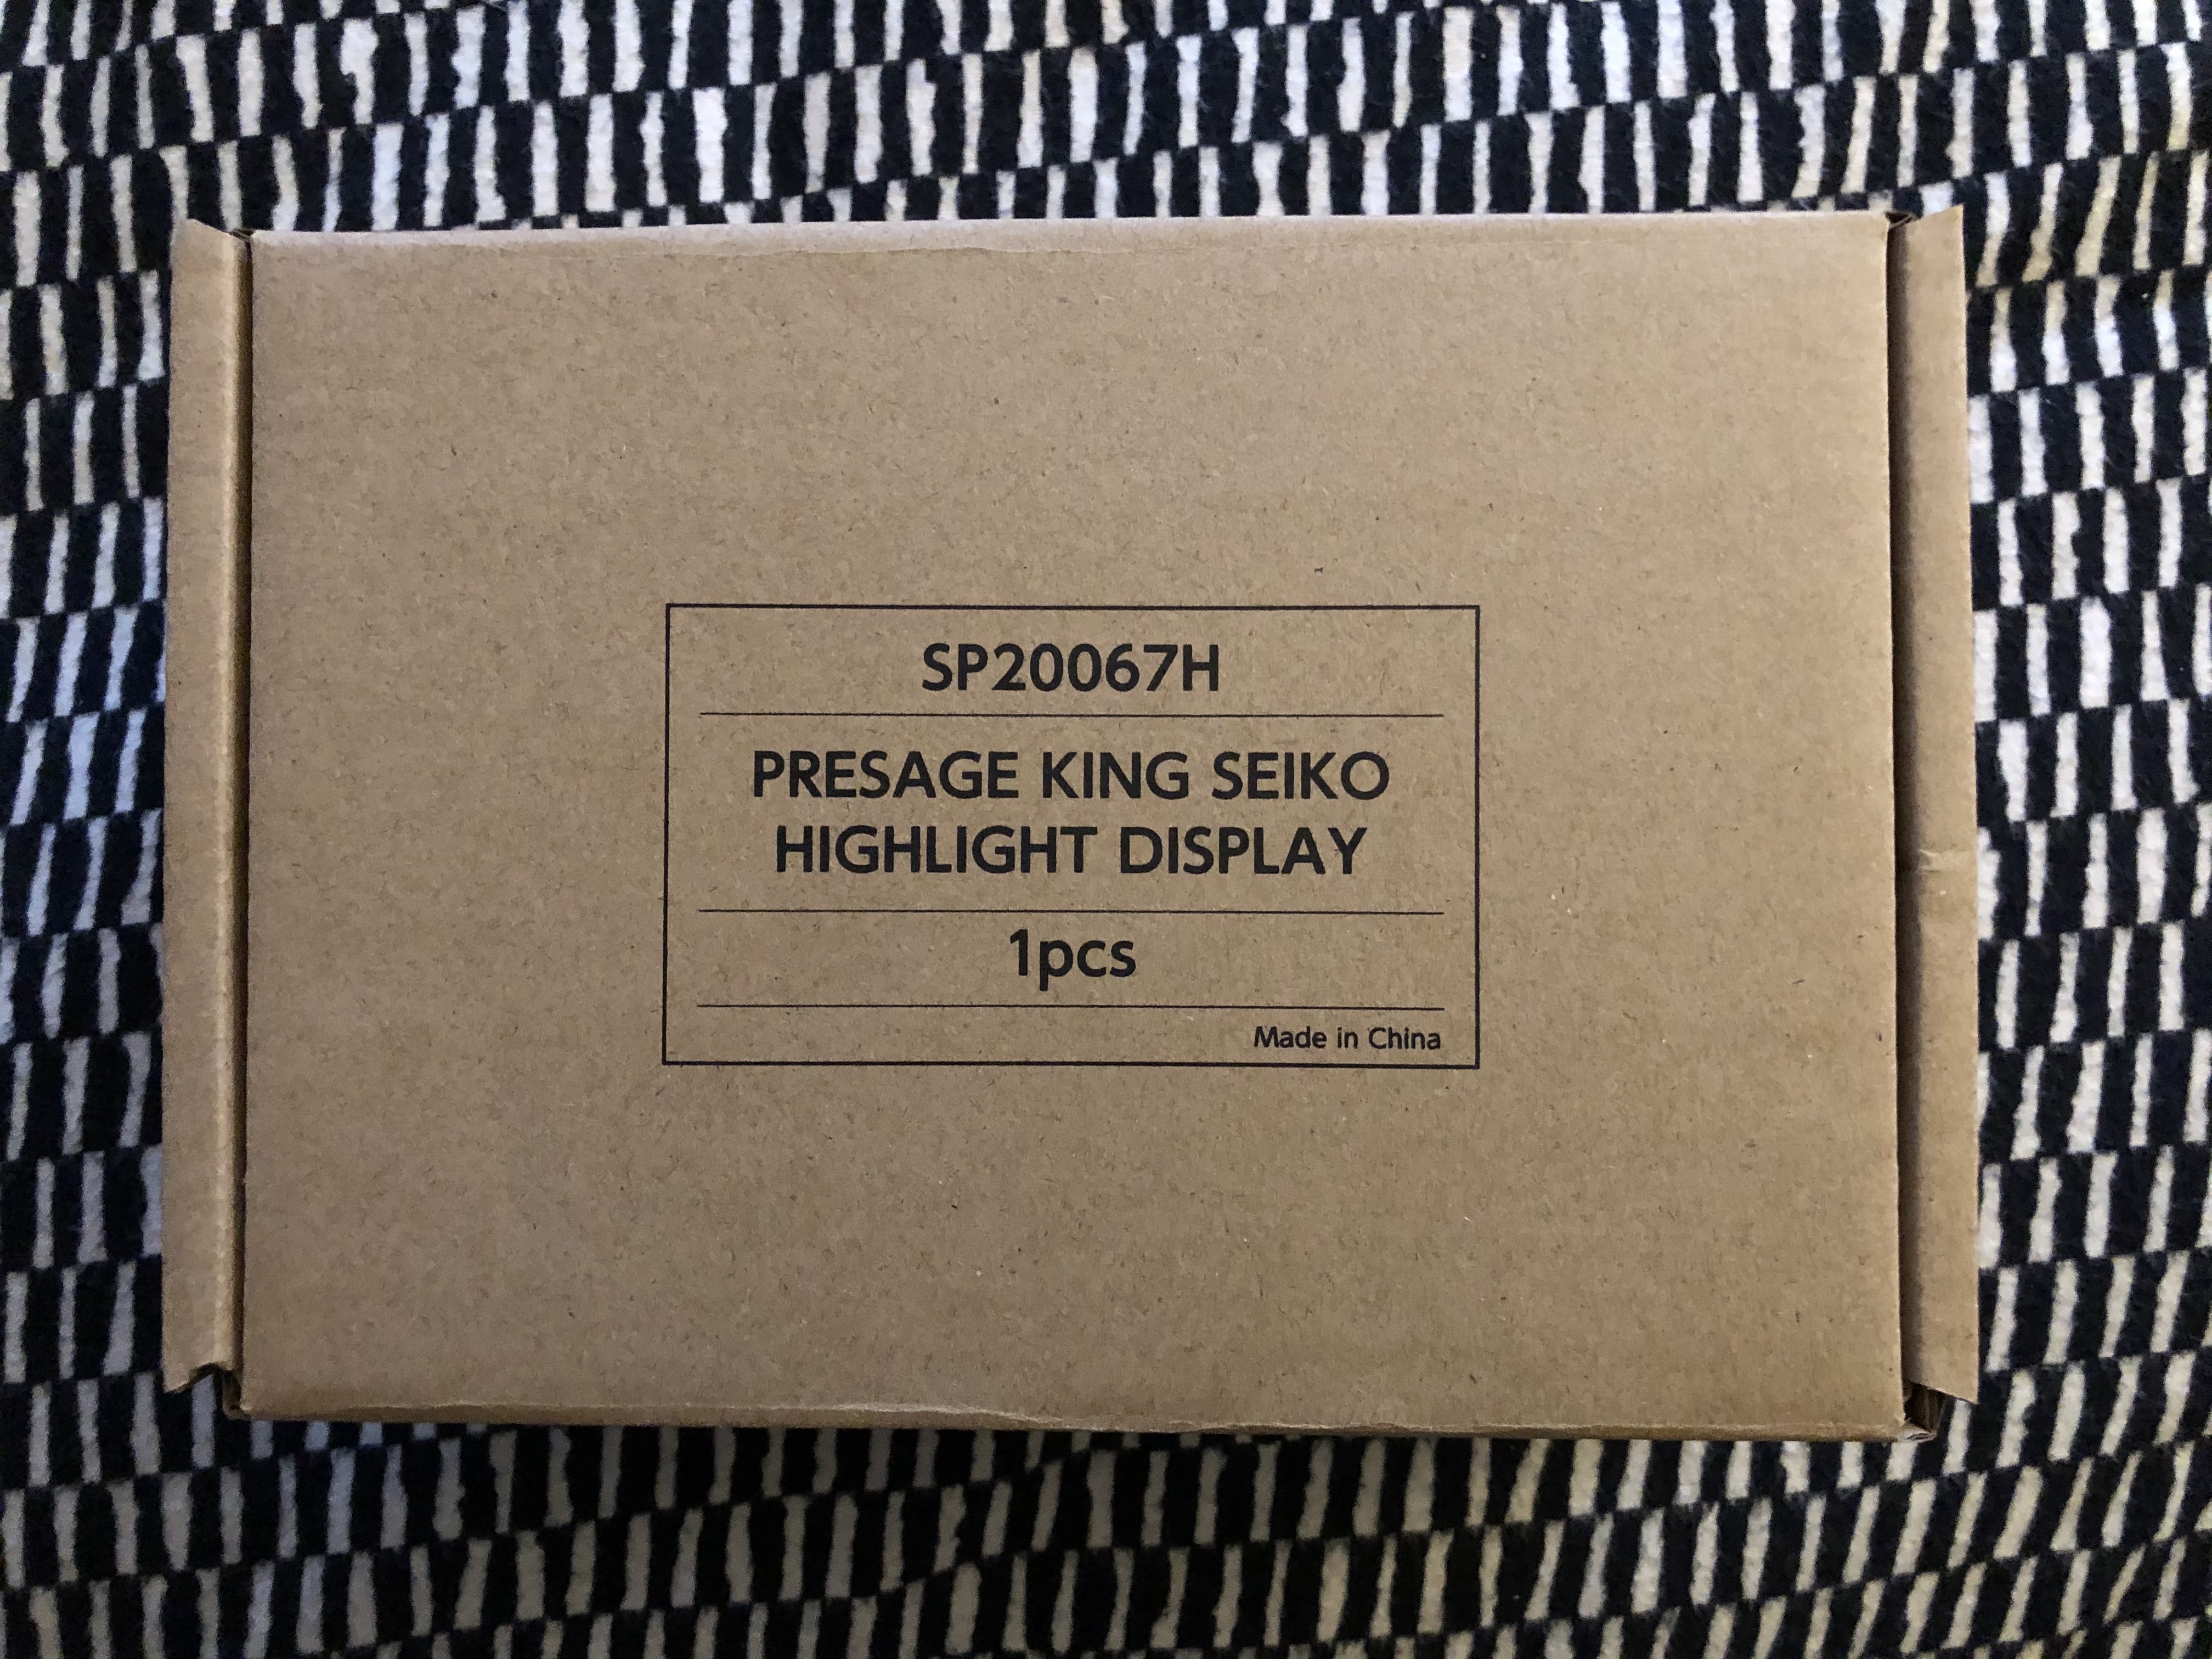 SP20067H
PRESAGE KING SEIKO
HIGHLIGHT DISPLAY
1pcs
Made in China